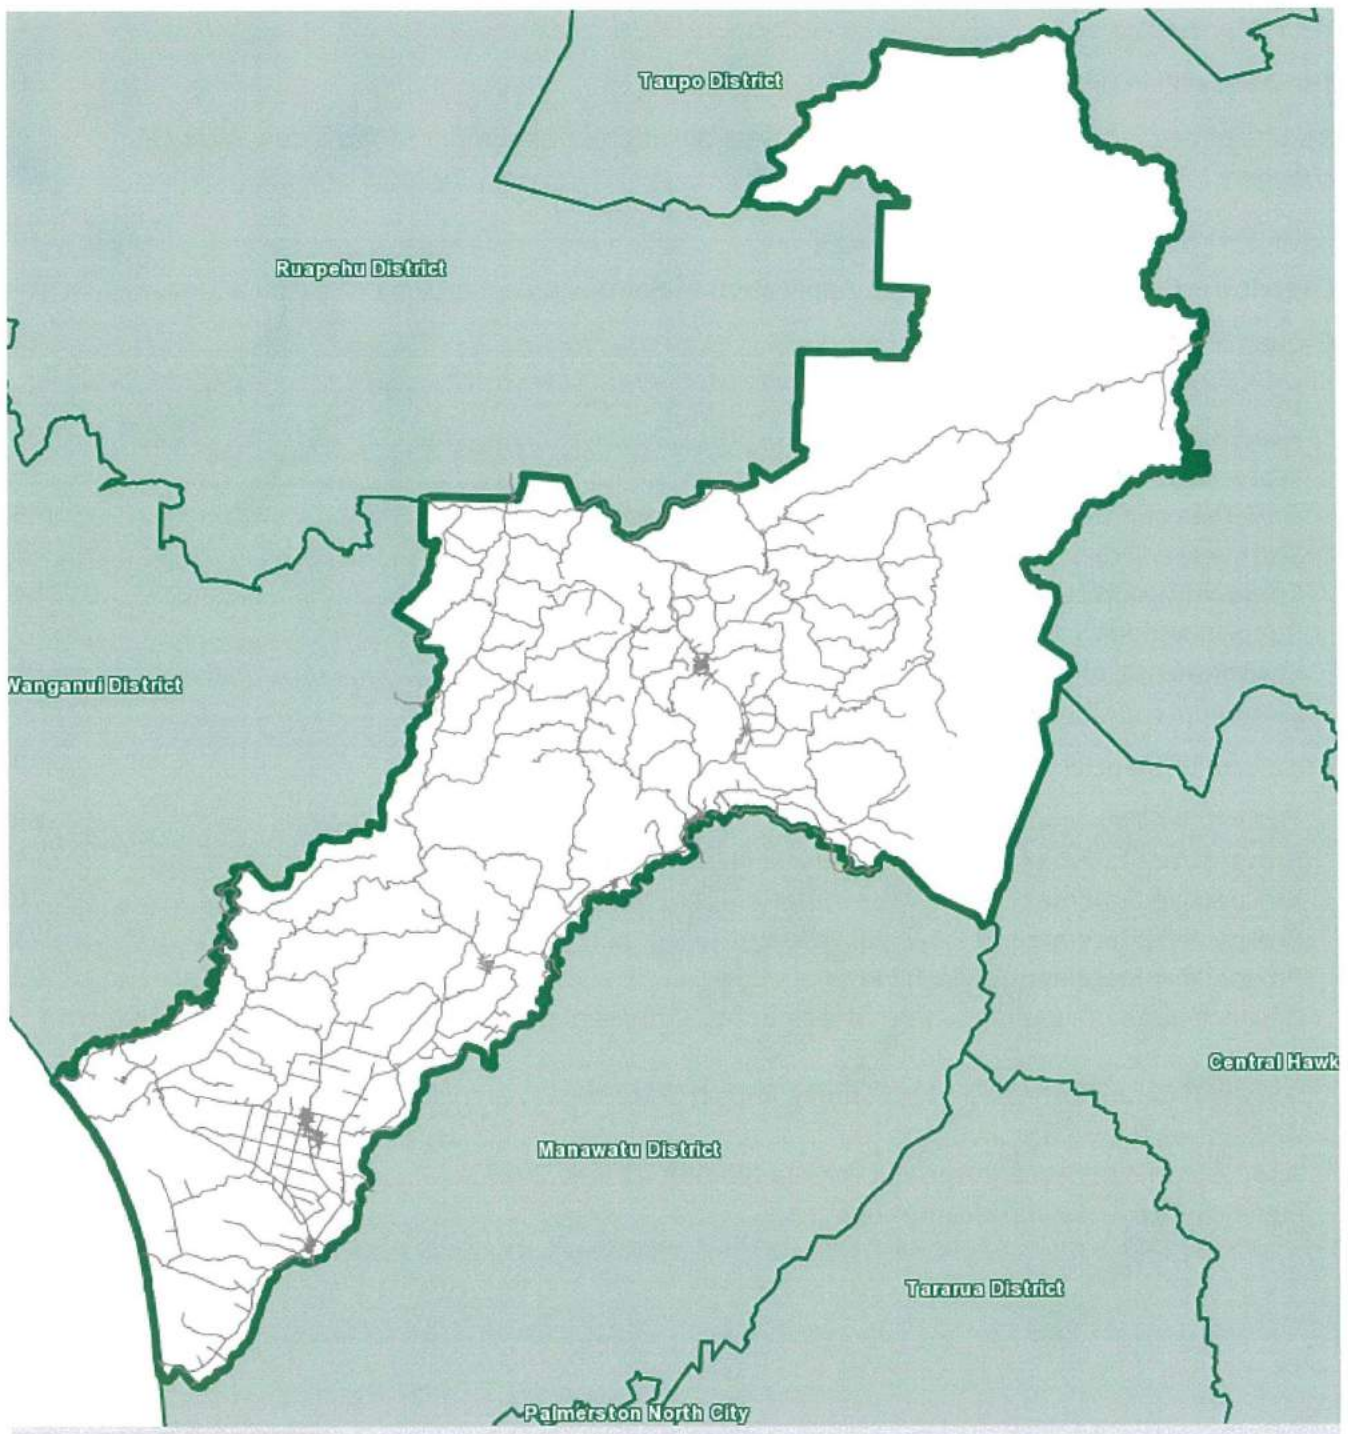 Taupo District
Ruapehu District
Wanganui District
Central Hawk
Manawatu District
Tararua District
Palmerston North City